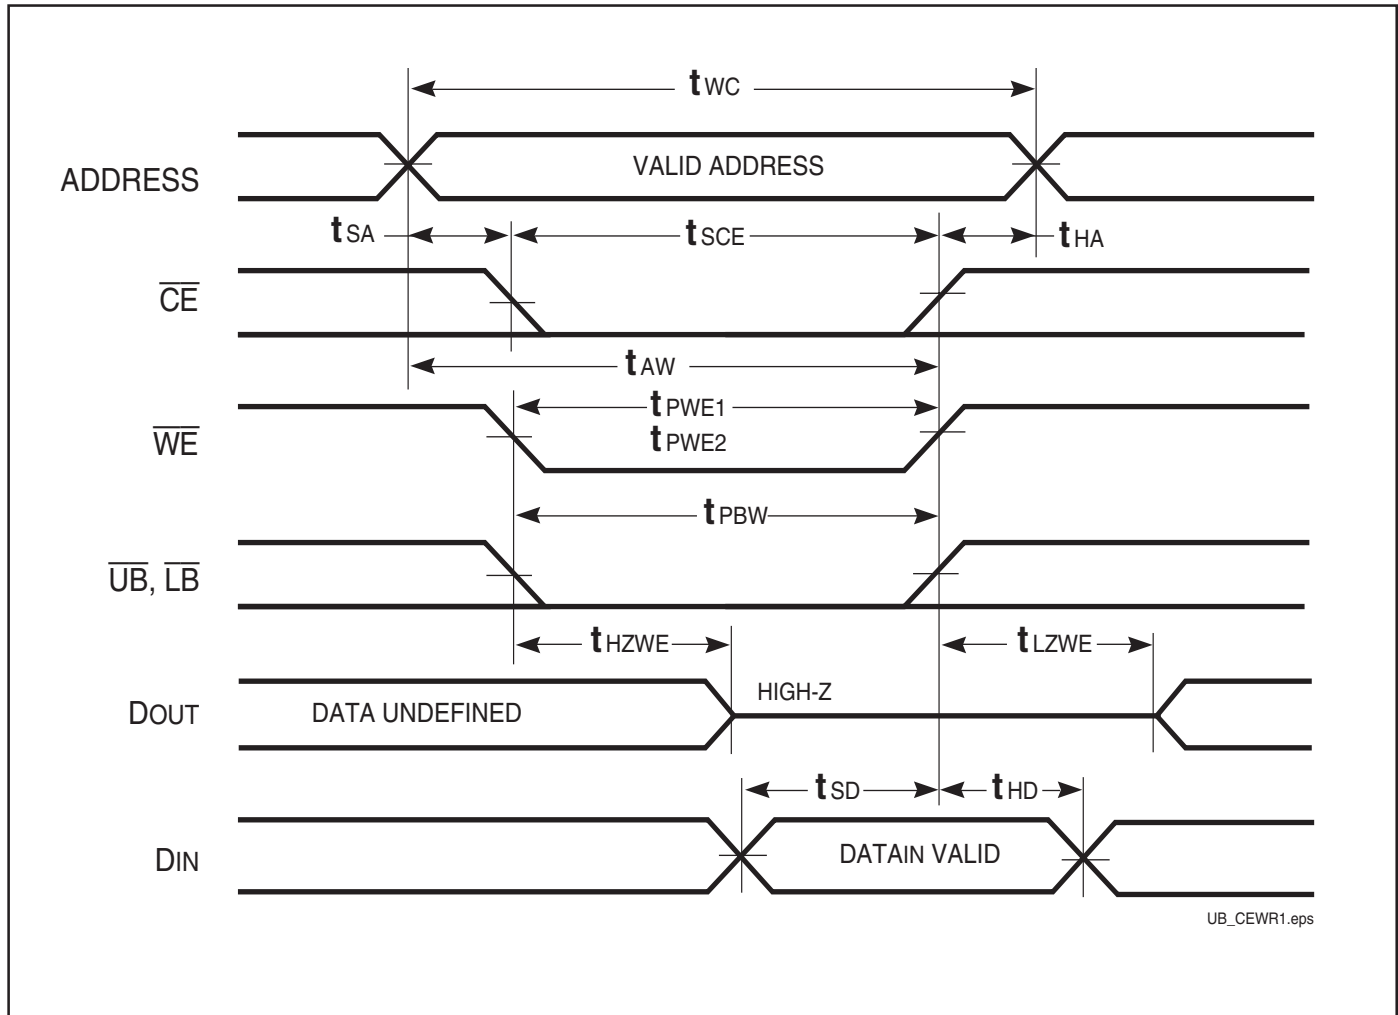 tWC
ADDRESS
VALID ADDRESS
tSA
tSCE
tHA
CE
tAW
tPWE1
WE
tPWE2
tPBW
UB, LB
tHZWE
tLZWE
HIGH-Z
DOUT
DATA UNDEFINED
tSD
tHD
DIN
DATAIN VALID
UB_CEWR1.eps